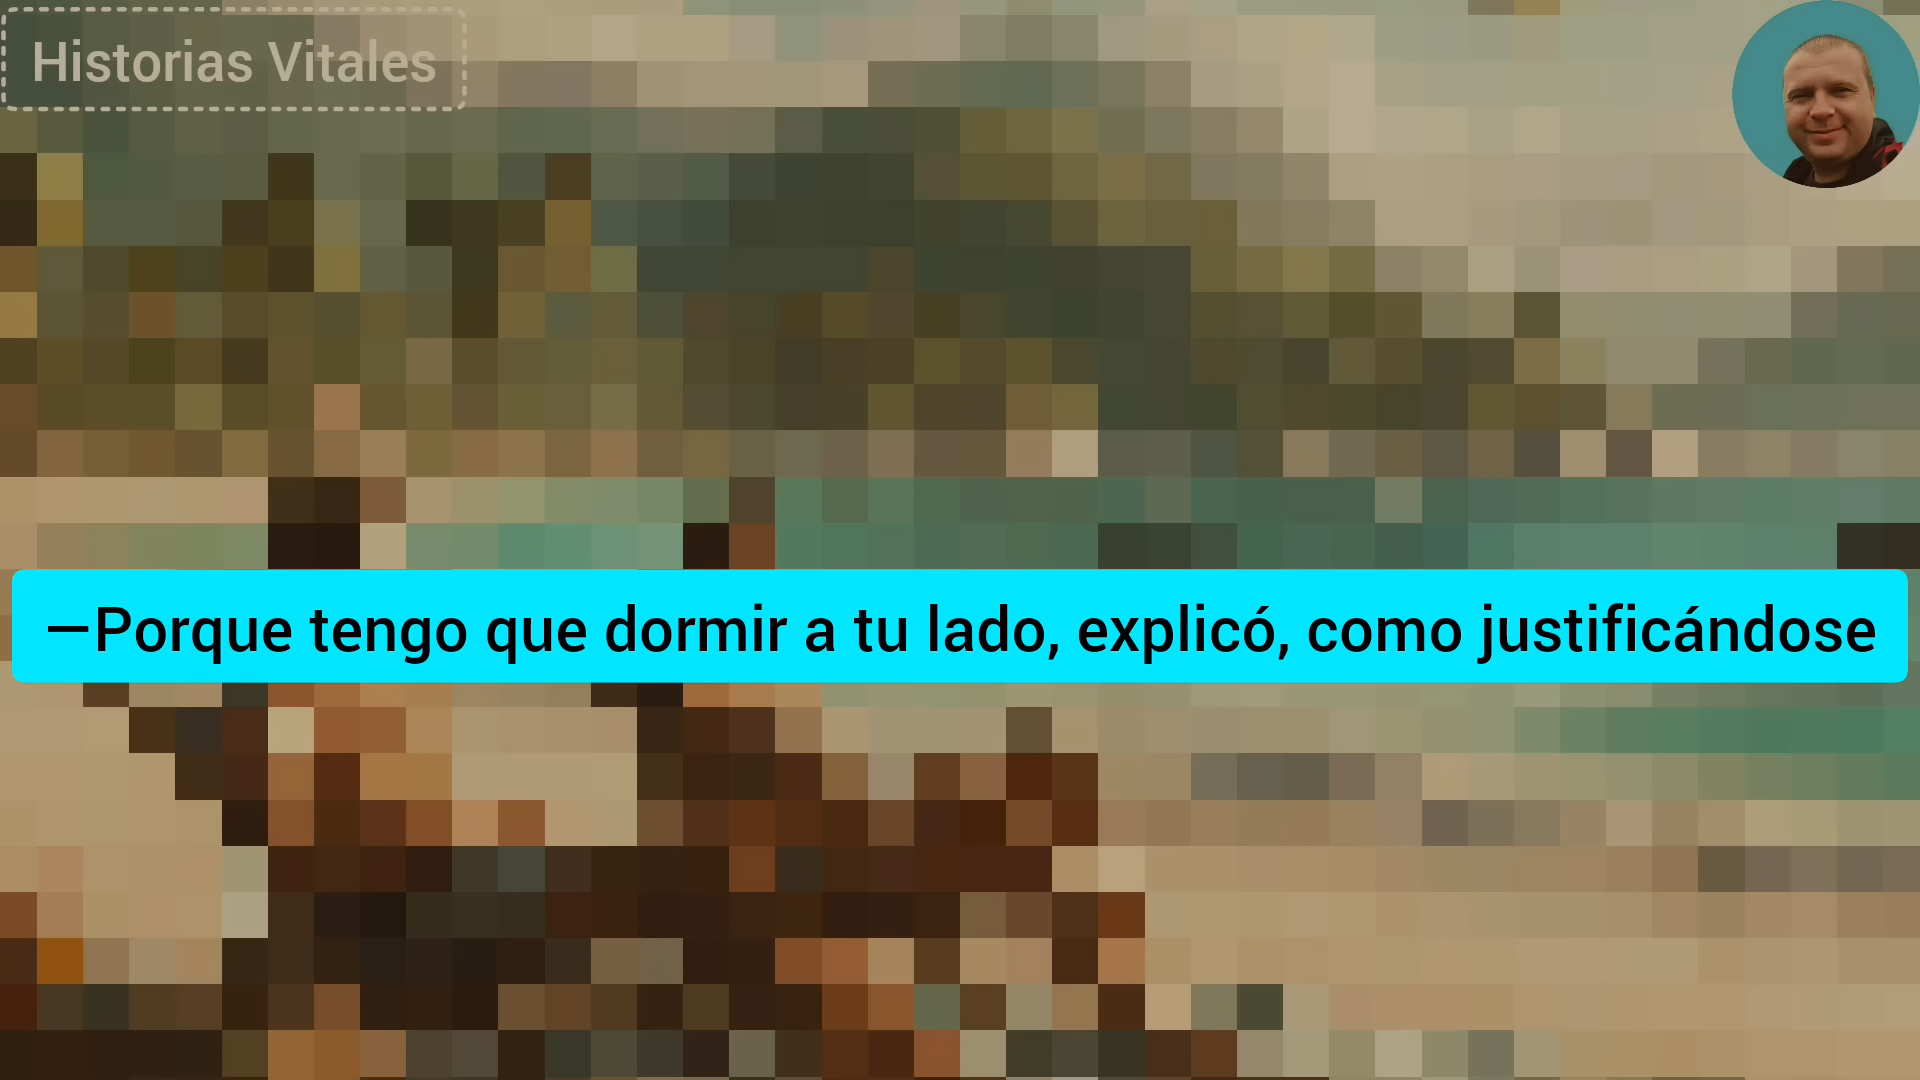 Historias Vitales
—Porque tengo que dormir a tu lado, explicó, como justificándose